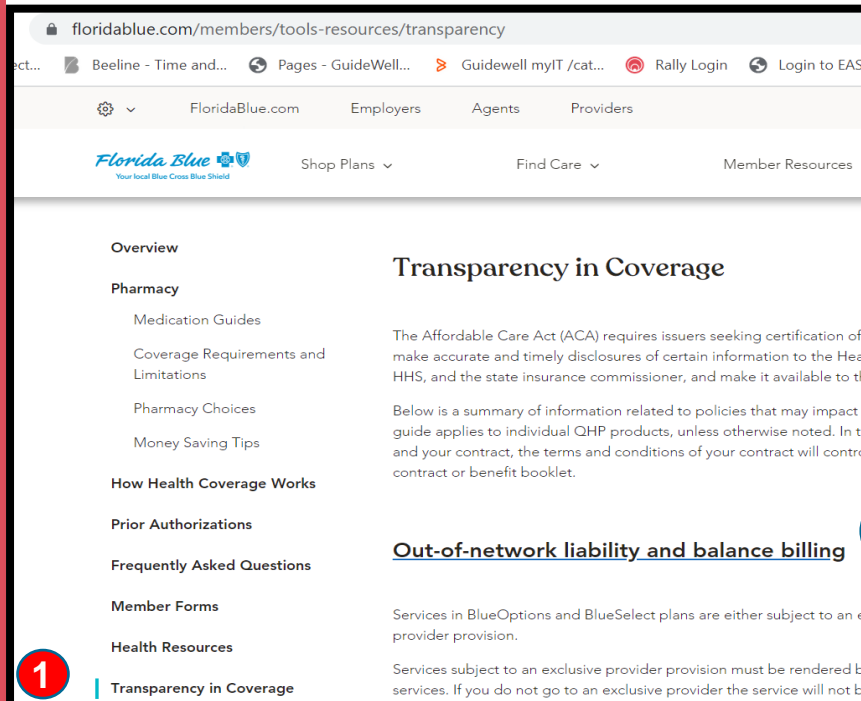 floridablue.com/members/tools-resources/transparency
ect... Beeline - Time and... Pages - GuideWell... Guidewell myIT /cat... Rally Login Login to EAS
FloridaBlue.com Employers Agents Providers
Florida Blue
Your local Blue Cross Blue Shield
Shop Plans Find Care Member Resources
Overview
Pharmacy
Medication Guides
Coverage Requirements and
Limitations
Pharmacy Choices
Money Saving Tips
How Health Coverage Works
Prior Authorizations
Frequently Asked Questions
Member Forms
Health Resources
1
Transparency in Coverage
Transparency in Coverage
The Affordable Care Act (ACA) requires issuers seeking certification of
make accurate and timely disclosures of certain information to the Hea
HHS, and the state insurance commissioner, and make it available to th
Below is a summary of information related to policies that may impact
guide applies to individual QHP products, unless otherwise noted. In t
and your contract, the terms and conditions of your contract will contro
contract or benefit booklet.
Out-of-network liability and balance billing
Services in BlueOptions and BlueSelect plans are either subject to an e
provider provision.
Services subject to an exclusive provider provision must be rendered b
services. If you do not go to an exclusive provider the service will not b